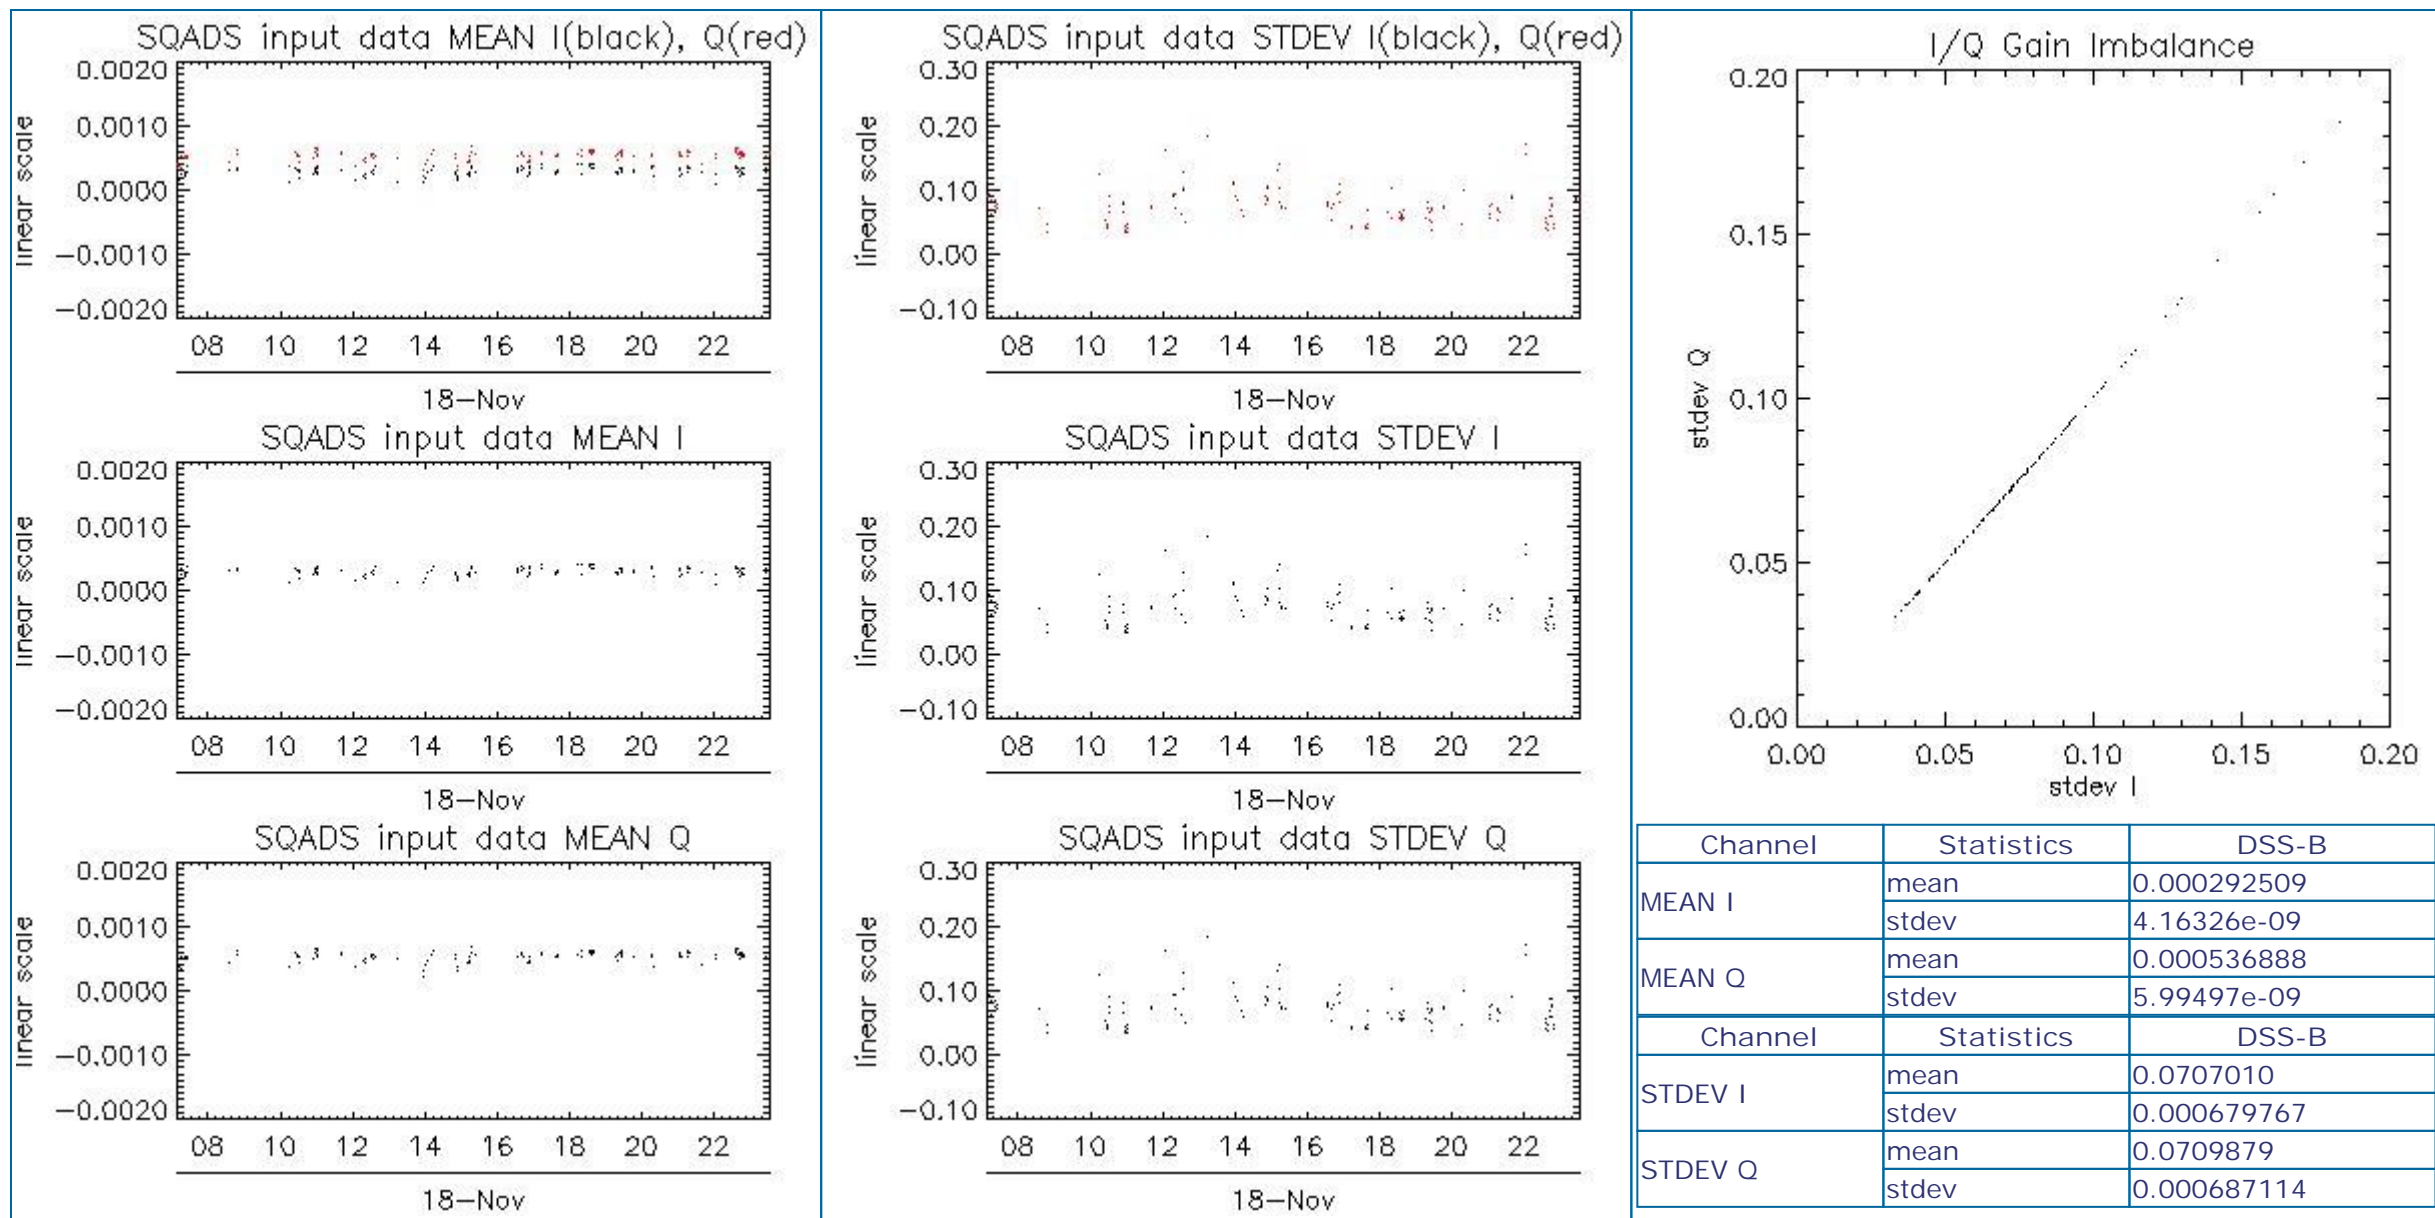 SQADS input data MEAN I(black), Q(red)
0.0020
0.0010
0.0000
-0.0010
-0.0020
linear scale
08 10 12 14 16 18 20 22
18-Nov
SQADS input data MEAN I
0.0020
0.0010
0.0000
-0.0010
-0.0020
linear scale
08 10 12 14 16 18 20 22
18-Nov
SQADS input data MEAN Q
0.0020
0.0010
0.0000
-0.0010
-0.0020
linear scale
08 10 12 14 16 18 20 22
18-Nov
SQADS input data STDEV I(black), Q(red)
0.30
0.20
0.10
0.00
-0.10
linear scale
08 10 12 14 16 18 20 22
18-Nov
SQADS input data STDEV I
0.30
0.20
0.10
0.00
-0.10
linear scale
08 10 12 14 16 18 20 22
18-Nov
SQADS input data STDEV Q
0.30
0.20
0.10
0.00
-0.10
linear scale
08 10 12 14 16 18 20 22
18-Nov
I/Q Gain Imbalance
0.20
0.15
0.10
0.05
0.00
stdev Q
0.00 0.05 0.10 0.15 0.20
stdev I
Channel Statistics DSS-B
MEAN I mean 0.000292509
stdev 4.16326e-09
MEAN Q mean 0.000536888
stdev 5.99497e-09
Channel Statistics DSS-B
STDEV I mean 0.0707010
stdev 0.000679767
STDEV Q mean 0.0709879
stdev 0.000687114